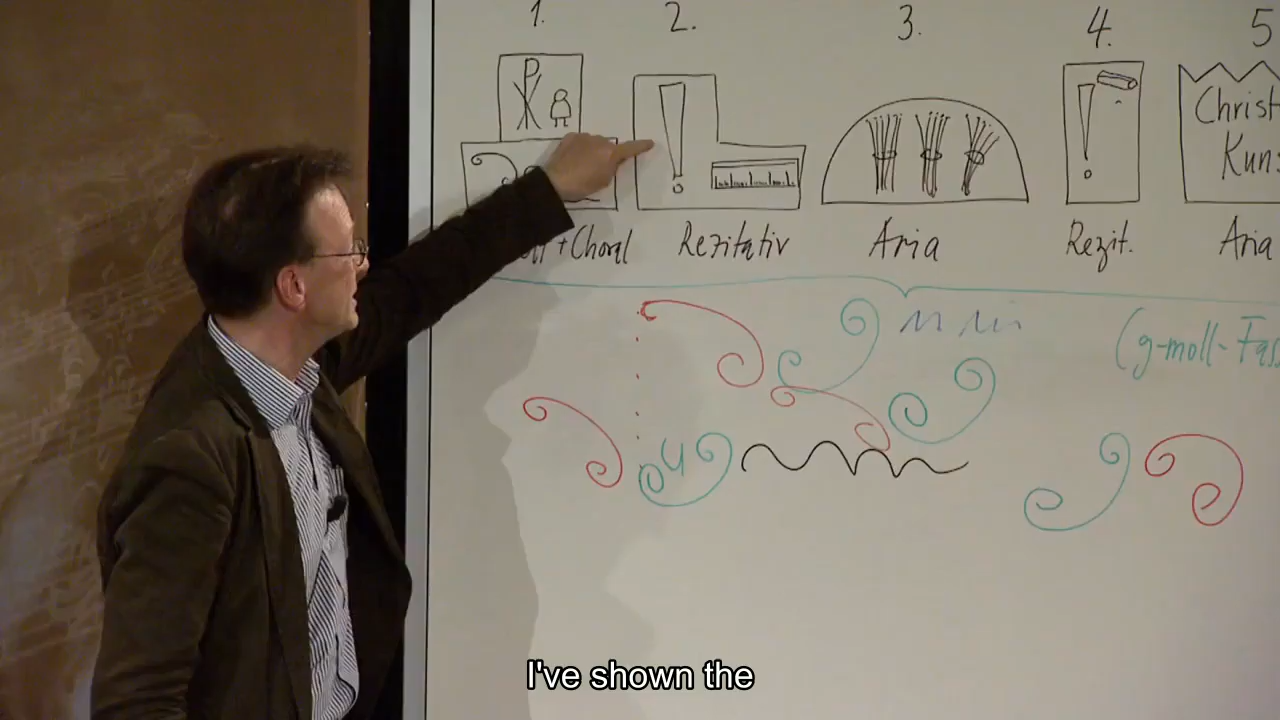 1. 2. 3. 4. 5
Christ
Kuns
+Choral Rezitativ Aria Rezit. Aria
(g-moll-Fas
I've shown the